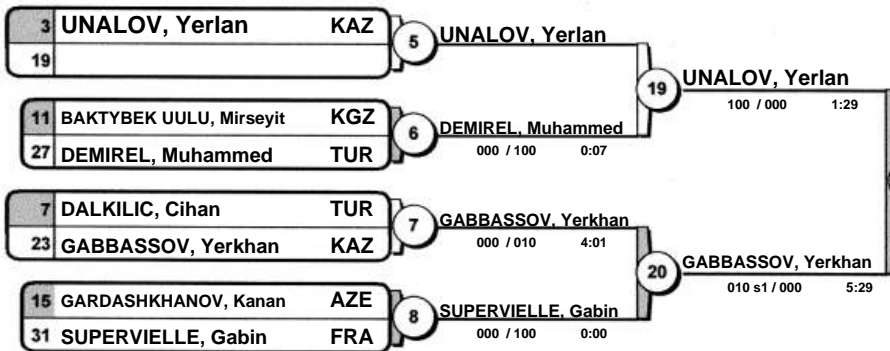 3 UNALOV, Yerlan KAZ
19
5 UNALOV, Yerlan
11 BAKTYBEK UULU, Mirseyit KGZ
27 DEMIREL, Muhammed TUR
6 DEMIREL, Muhammed
000 / 100 0:07
19 UNALOV, Yerlan
100 / 000 1:29
7 DALKILIC, Cihan TUR
23 GABBASSOV, Yerkhan KAZ
7 GABBASSOV, Yerkhan
000 / 010 4:01
15 GARDASHKHANOV, Kanan AZE
31 SUPERVIELLE, Gabin FRA
8 SUPERVIELLE, Gabin
000 / 100 0:00
20 GABBASSOV, Yerkhan
010 s1 / 000 5:29